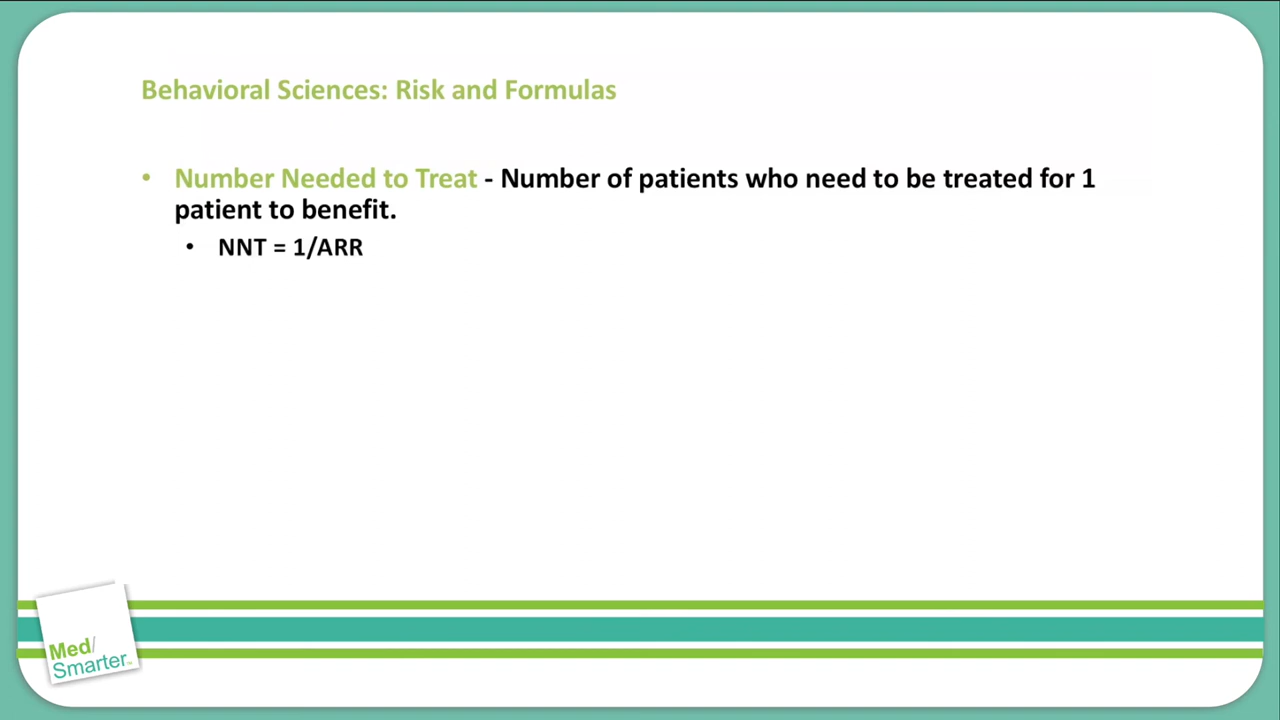 Behavioral Sciences: Risk and Formulas
• Number Needed to Treat - Number of patients who need to be treated for 1
patient to benefit.
• NNT = 1/ARR
Med/
Smarter™